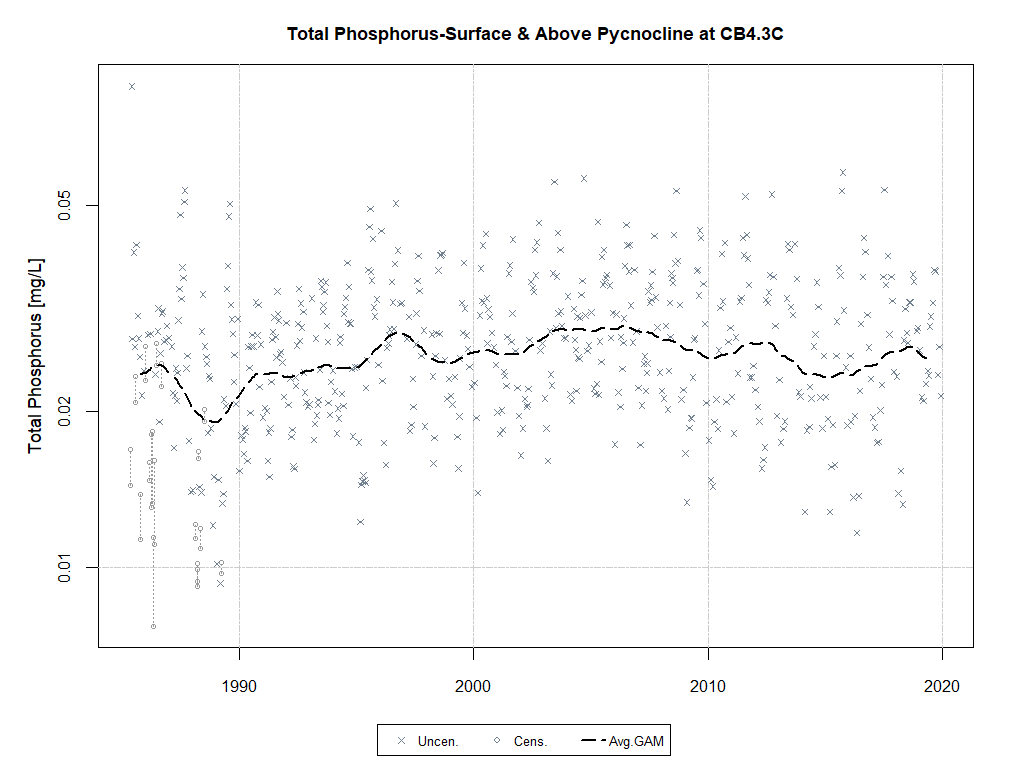 Total Phosphorus-Surface & Above Pycnocline at CB4.3C
Total Phosphorus [mg/L]
0.05
0.02
0.01
1990 2000 2010 2020
Uncen. Cens. Avg.GAM